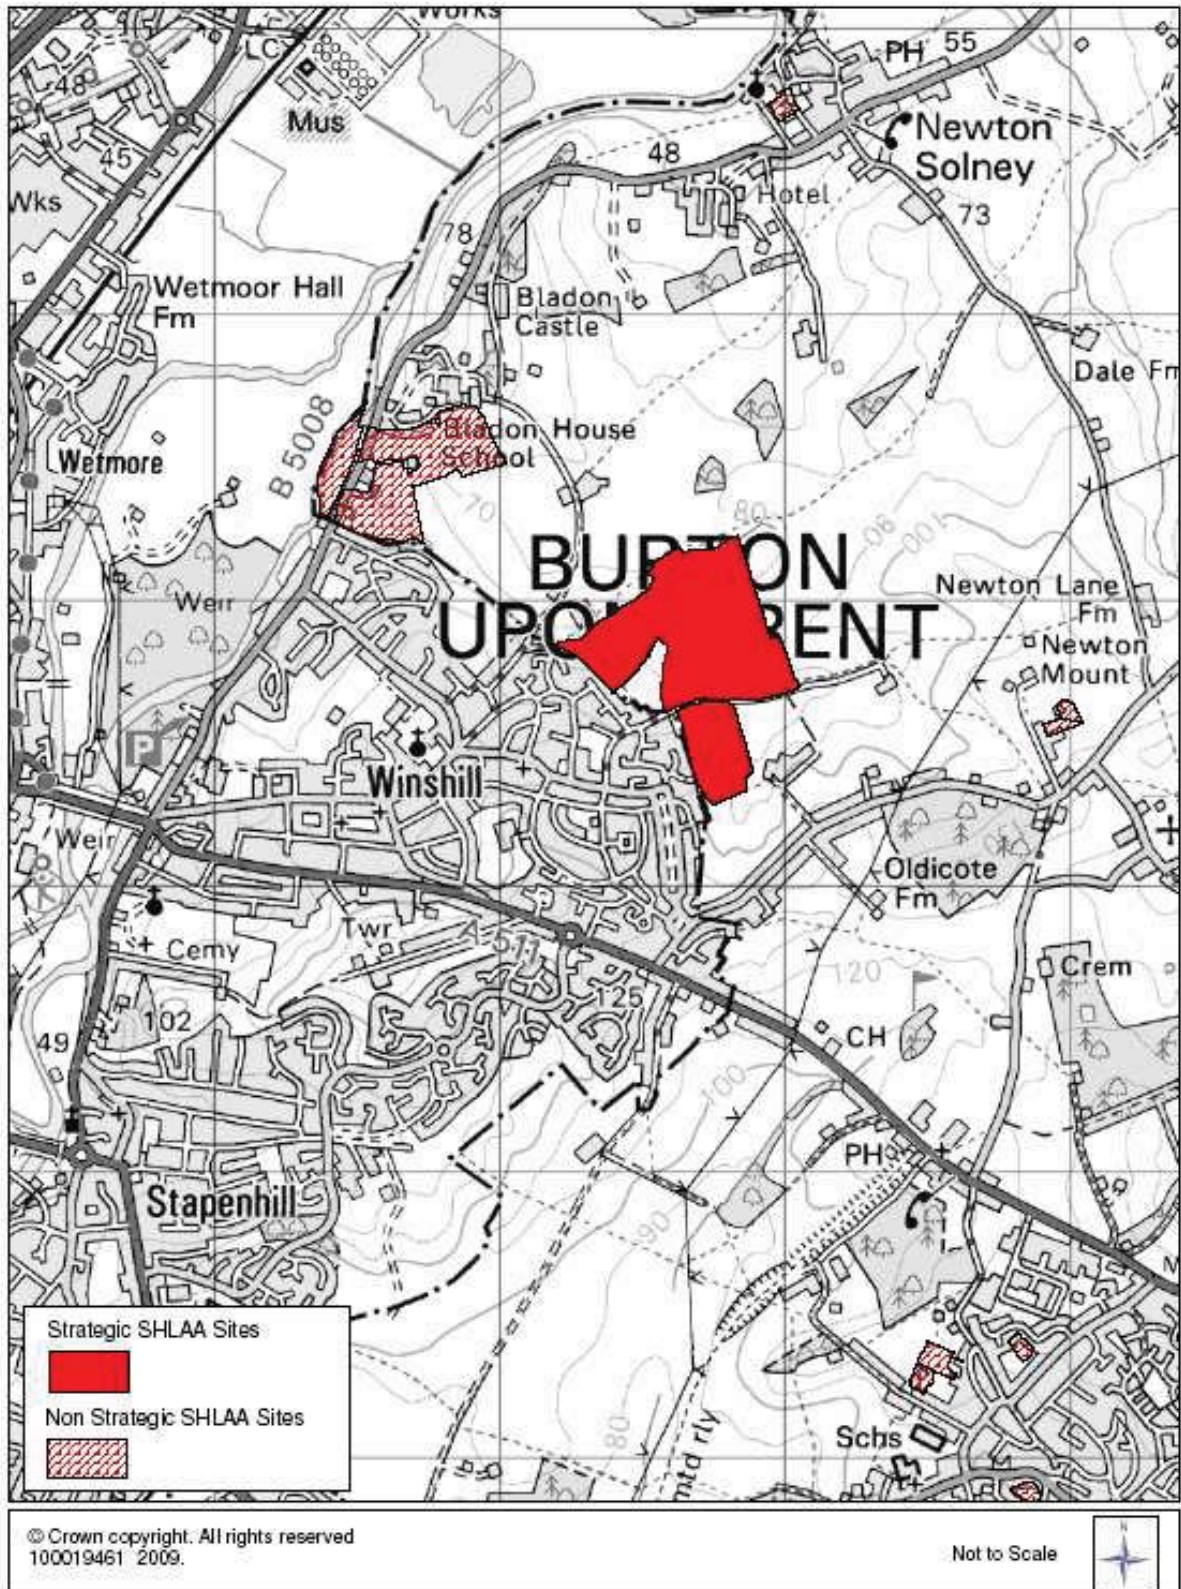 Works
PH
55
LC
48
Mus
45
48
Newton
Solney
Wks
Hotel
73
78
Wetmoor Hall
Fm
Bladon
Castle
Dale Fm
B 5008
Bladon House
School
Wetmore
70
80
80
100
BURTON
UPON TRENT
Newton Lane
Fm
Weir
Newton
Mount
P
Winshill
Weir
Oldicote
Fm
Twr
A 511
Cemy
120
Crem
125
102
CH
49
100
PH
Stapenhill
90
Strategic SHLAA Sites
Non Strategic SHLAA Sites
80
mtd rly
Schs
© Crown copyright. All rights reserved
100019461 2009.
Not to Scale
N